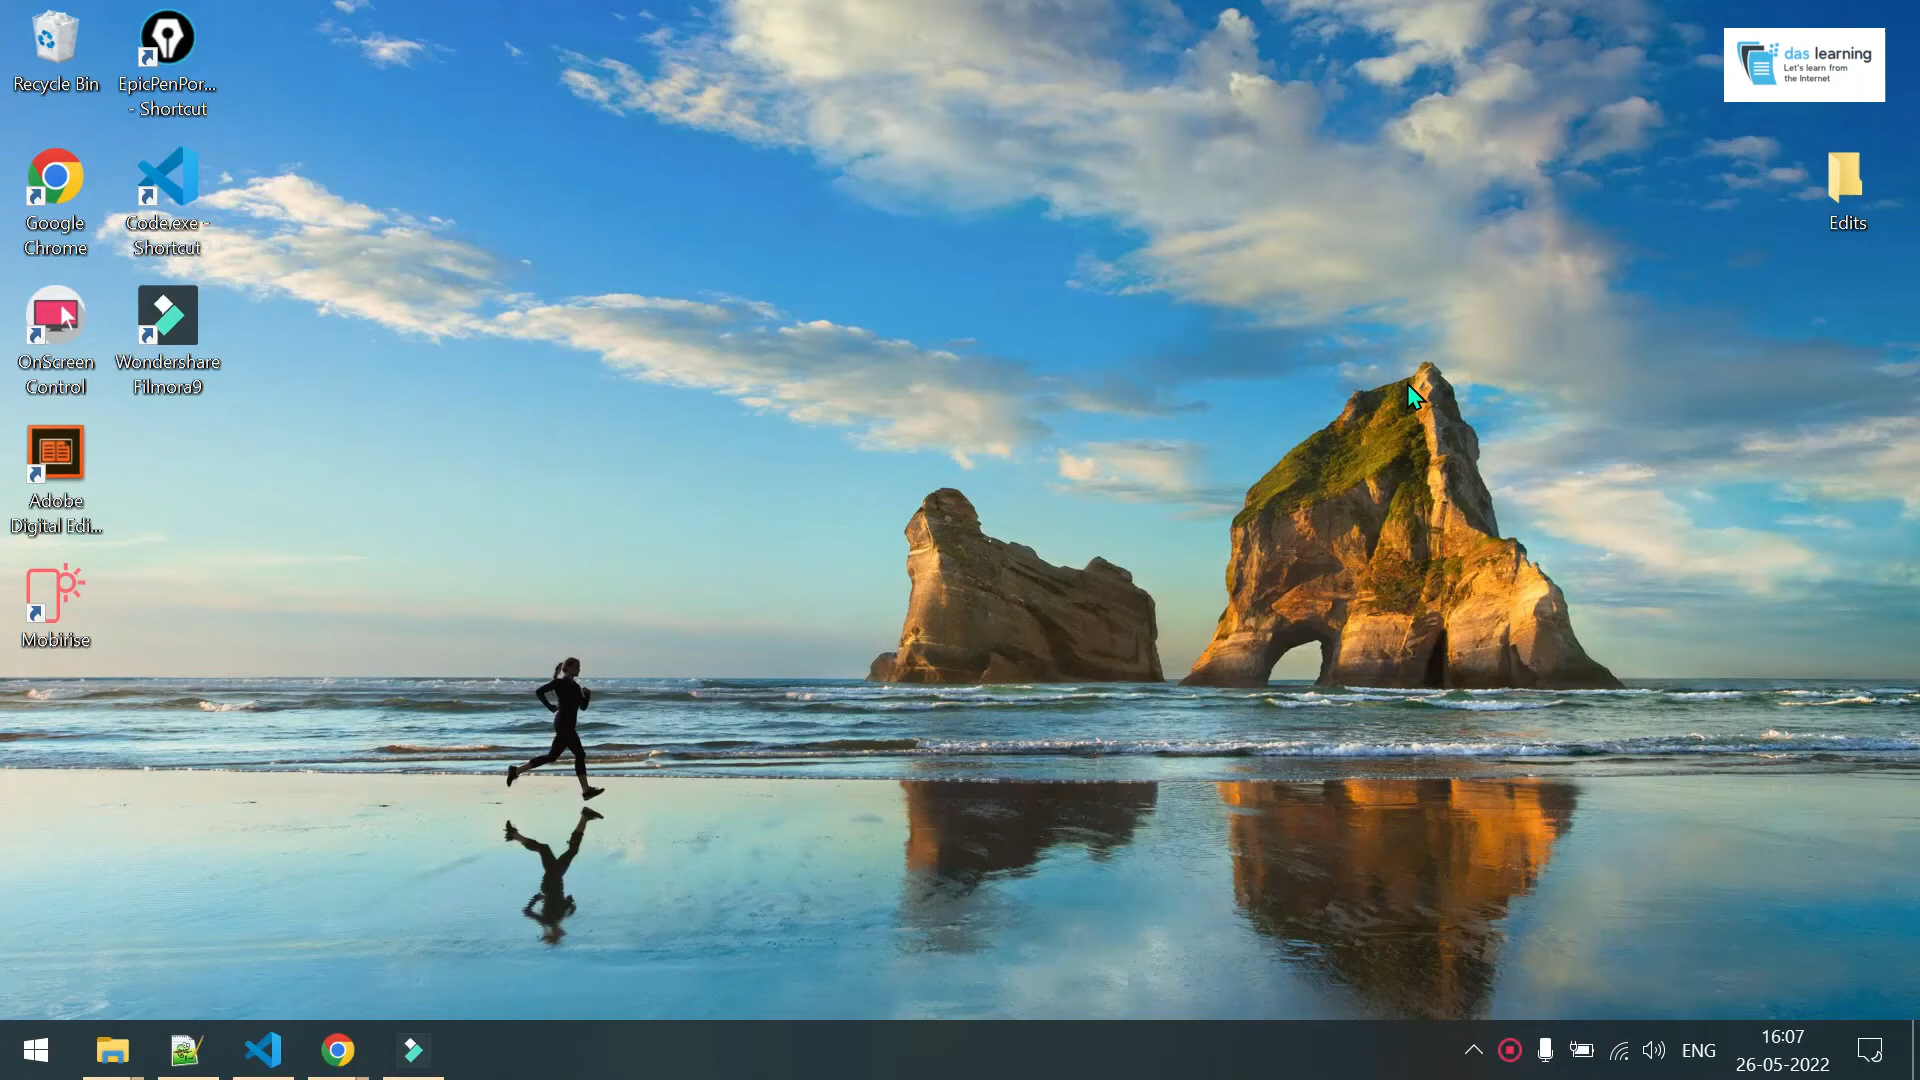 Recycle Bin
EpicPenPor...
- Shortcut
das learning
Let's learn from
the Internet
Google
Chrome
Code.exe -
Shortcut
Edits
OnScreen
Control
Wondershare
Filmora9
Adobe
Digital Edi...
Mobirise
ENG
16:07
26-05-2022